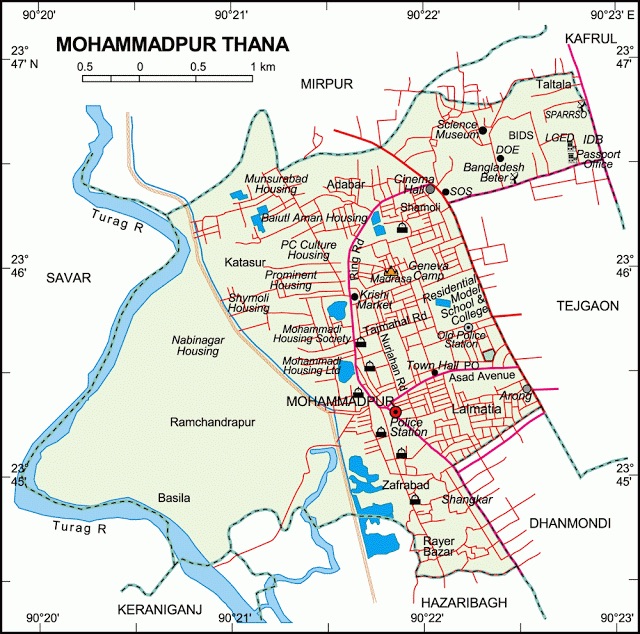 90°20'
90°21'
90°22'
90°23' E
23°
47' N
MOHAMMADPUR THANA
0.5 0 0.5 1 km
23°
47'
KAFRUL
MIRPUR
Taltala
SPARRSO
Science
Museum
BIDS
LGED
IDB
DOE
Passport
Office
Bangladesh
Beter
Munsurabad
Housing
Adabar
Cinema
Hall
SOS
Shamoli
Baiutl Aman Housing
Turag R
PC Culture
Housing
Ring Rd
Katasur
Geneva
Camp
Madrasa
23°
46'
SAVAR
23°
46'
Prominent
Housing
Krishi
Market
Residential
Model
School &
College
TEJGAON
Shymoli
Housing
Tajmahal Rd
Mohammadi
Housing Society
Old Police
Station
Nabinagar
Housing
Nurjahan Rd
Mohammadi
Housing Ltd
Town Hall
PO
Asad Avenue
MOHAMMADPUR
Arong
Lalmatia
Ramchandrapur
Police
Station
23°
45'
23°
45'
Zafrabad
Basila
Shangkar
Turag R
DHANMONDI
Rayer
Bazar
KERANIGANJ
HAZARIBAGH
90°20'
90°21'
90°22'
90°23'